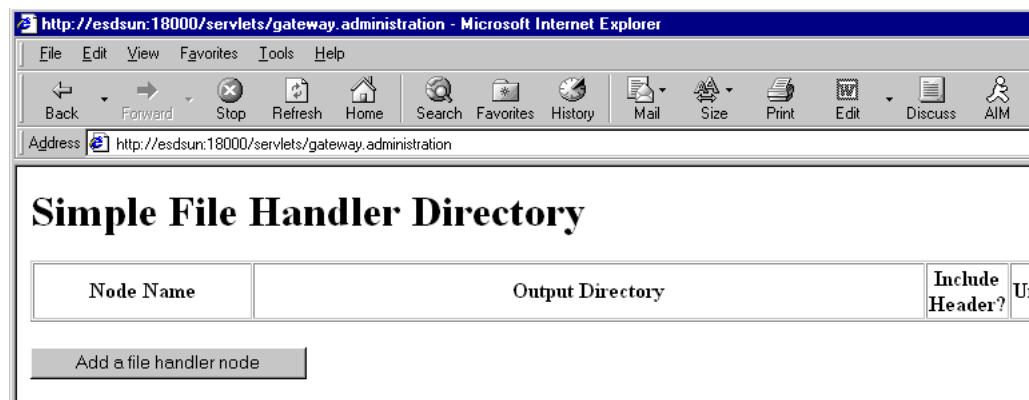 http://esdsun:18000/servlets/gateway.administration - Microsoft Internet Explorer
File Edit View Favorites Tools Help
Back Forward Stop Refresh Home Search Favorites History Mail Size Print Edit Discuss AIM
Address http://esdsun:18000/servlets/gateway.administration
Simple File Handler Directory
Node Name Output Directory Include Header?
Add a file handler node